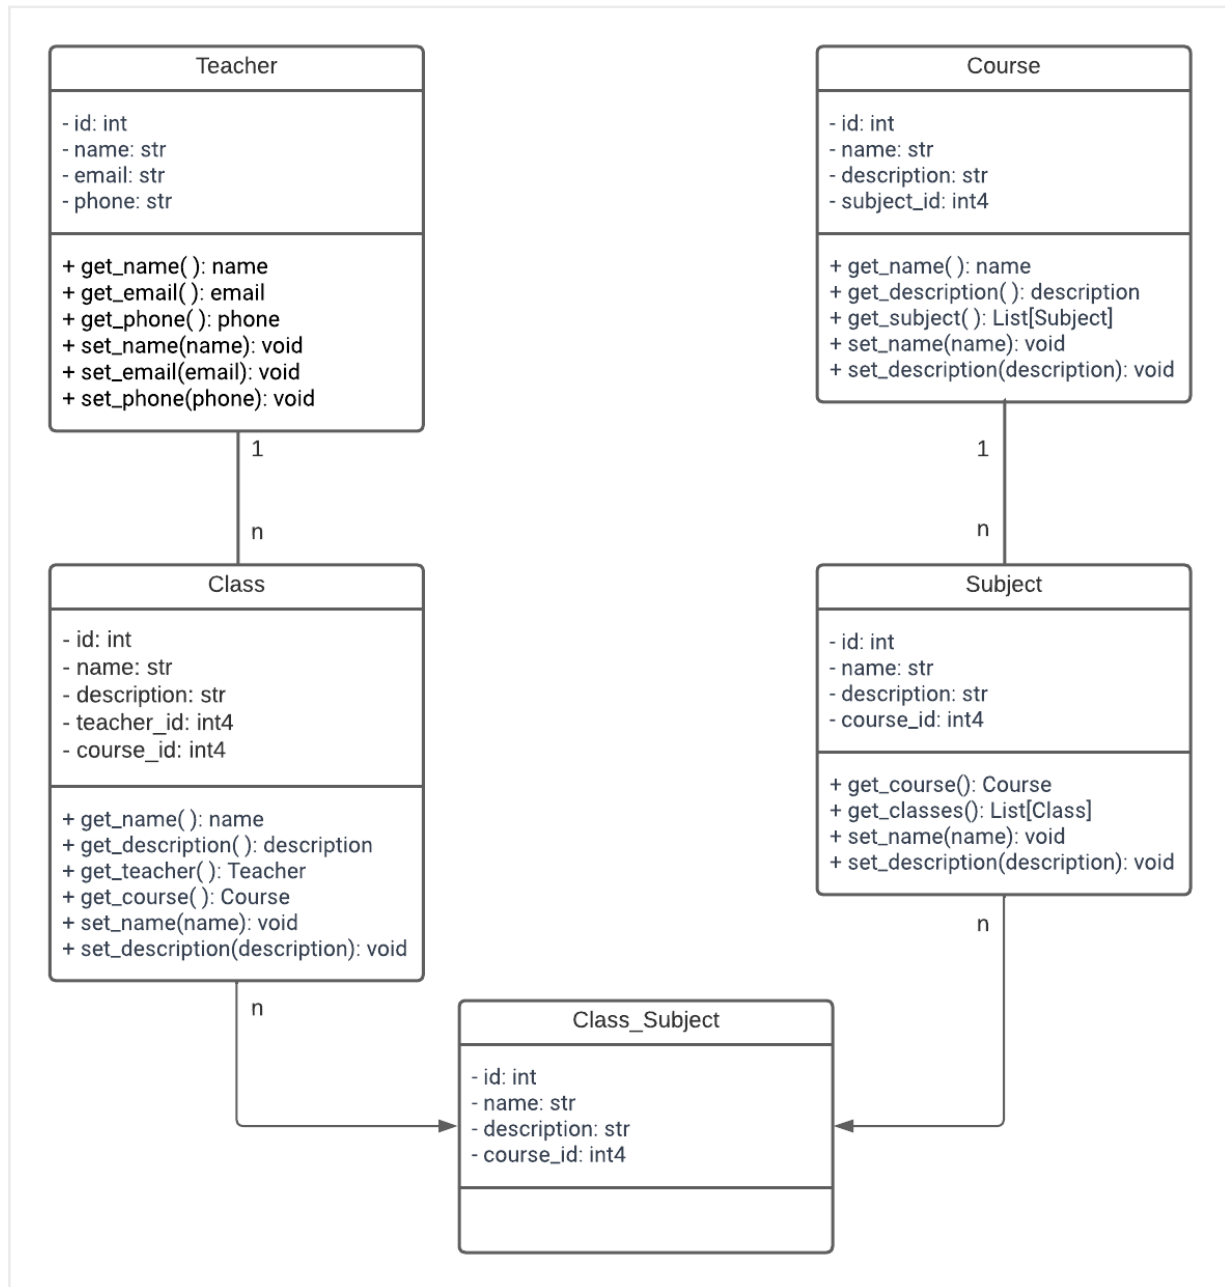 Teacher
- id: int
- name: str
- email: str
- phone: str
+ get_name( ): name
+ get_email( ): email
+ get_phone( ): phone
+ set_name(name): void
+ set_email(email): void
+ set_phone(phone): void
1
n
Class
- id: int
- name: str
- description: str
- teacher_id: int4
- course_id: int4
+ get_name( ): name
+ get_description( ): description
+ get_teacher( ): Teacher
+ get_course( ): Course
+ set_name(name): void
+ set_description(description): void
n
Course
- id: int
- name: str
- description: str
- subject_id: int4
+ get_name( ): name
+ get_description( ): description
+ get_subject( ): List[Subject]
+ set_name(name): void
+ set_description(description): void
1
n
Subject
- id: int
- name: str
- description: str
- course_id: int4
+ get_course(): Course
+ get_classes(): List[Class]
+ set_name(name): void
+ set_description(description): void
n
Class_Subject
- id: int
- name: str
- description: str
- course_id: int4